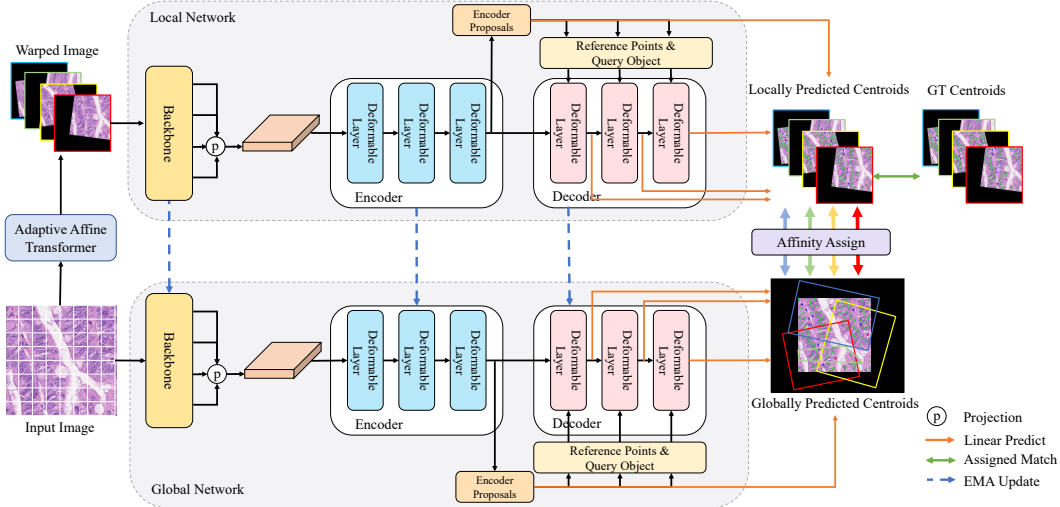 Local Network
Encoder
Proposals
Warped Image
Reference Points &
Query Object
Backbone
p
Deformable
Layer
Deformable
Layer
Deformable
Layer
Encoder
Deformable
Layer
Deformable
Layer
Deformable
Layer
Decoder
Locally Predicted Centroids
GT Centroids
Adaptive Affine
Transformer
Affinity Assign
Input Image
Backbone
p
Deformable
Layer
Deformable
Layer
Deformable
Layer
Encoder
Deformable
Layer
Deformable
Layer
Deformable
Layer
Decoder
Reference Points &
Query Object
Encoder
Proposals
Global Network
Globally Predicted Centroids
p Projection
Linear Predict
Assigned Match
EMA Update